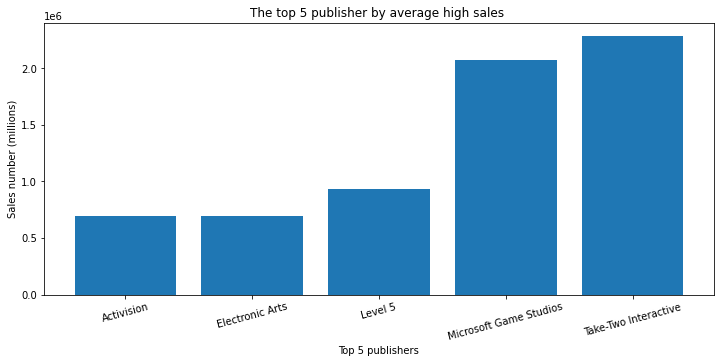 The top 5 publisher by average high sales
1e6
Sales number (millions)
2.0
1.5
1.0
0.5
0.0
Activision
Electronic Arts
Level 5
Microsoft Game Studios
Take-Two Interactive
Top 5 publishers